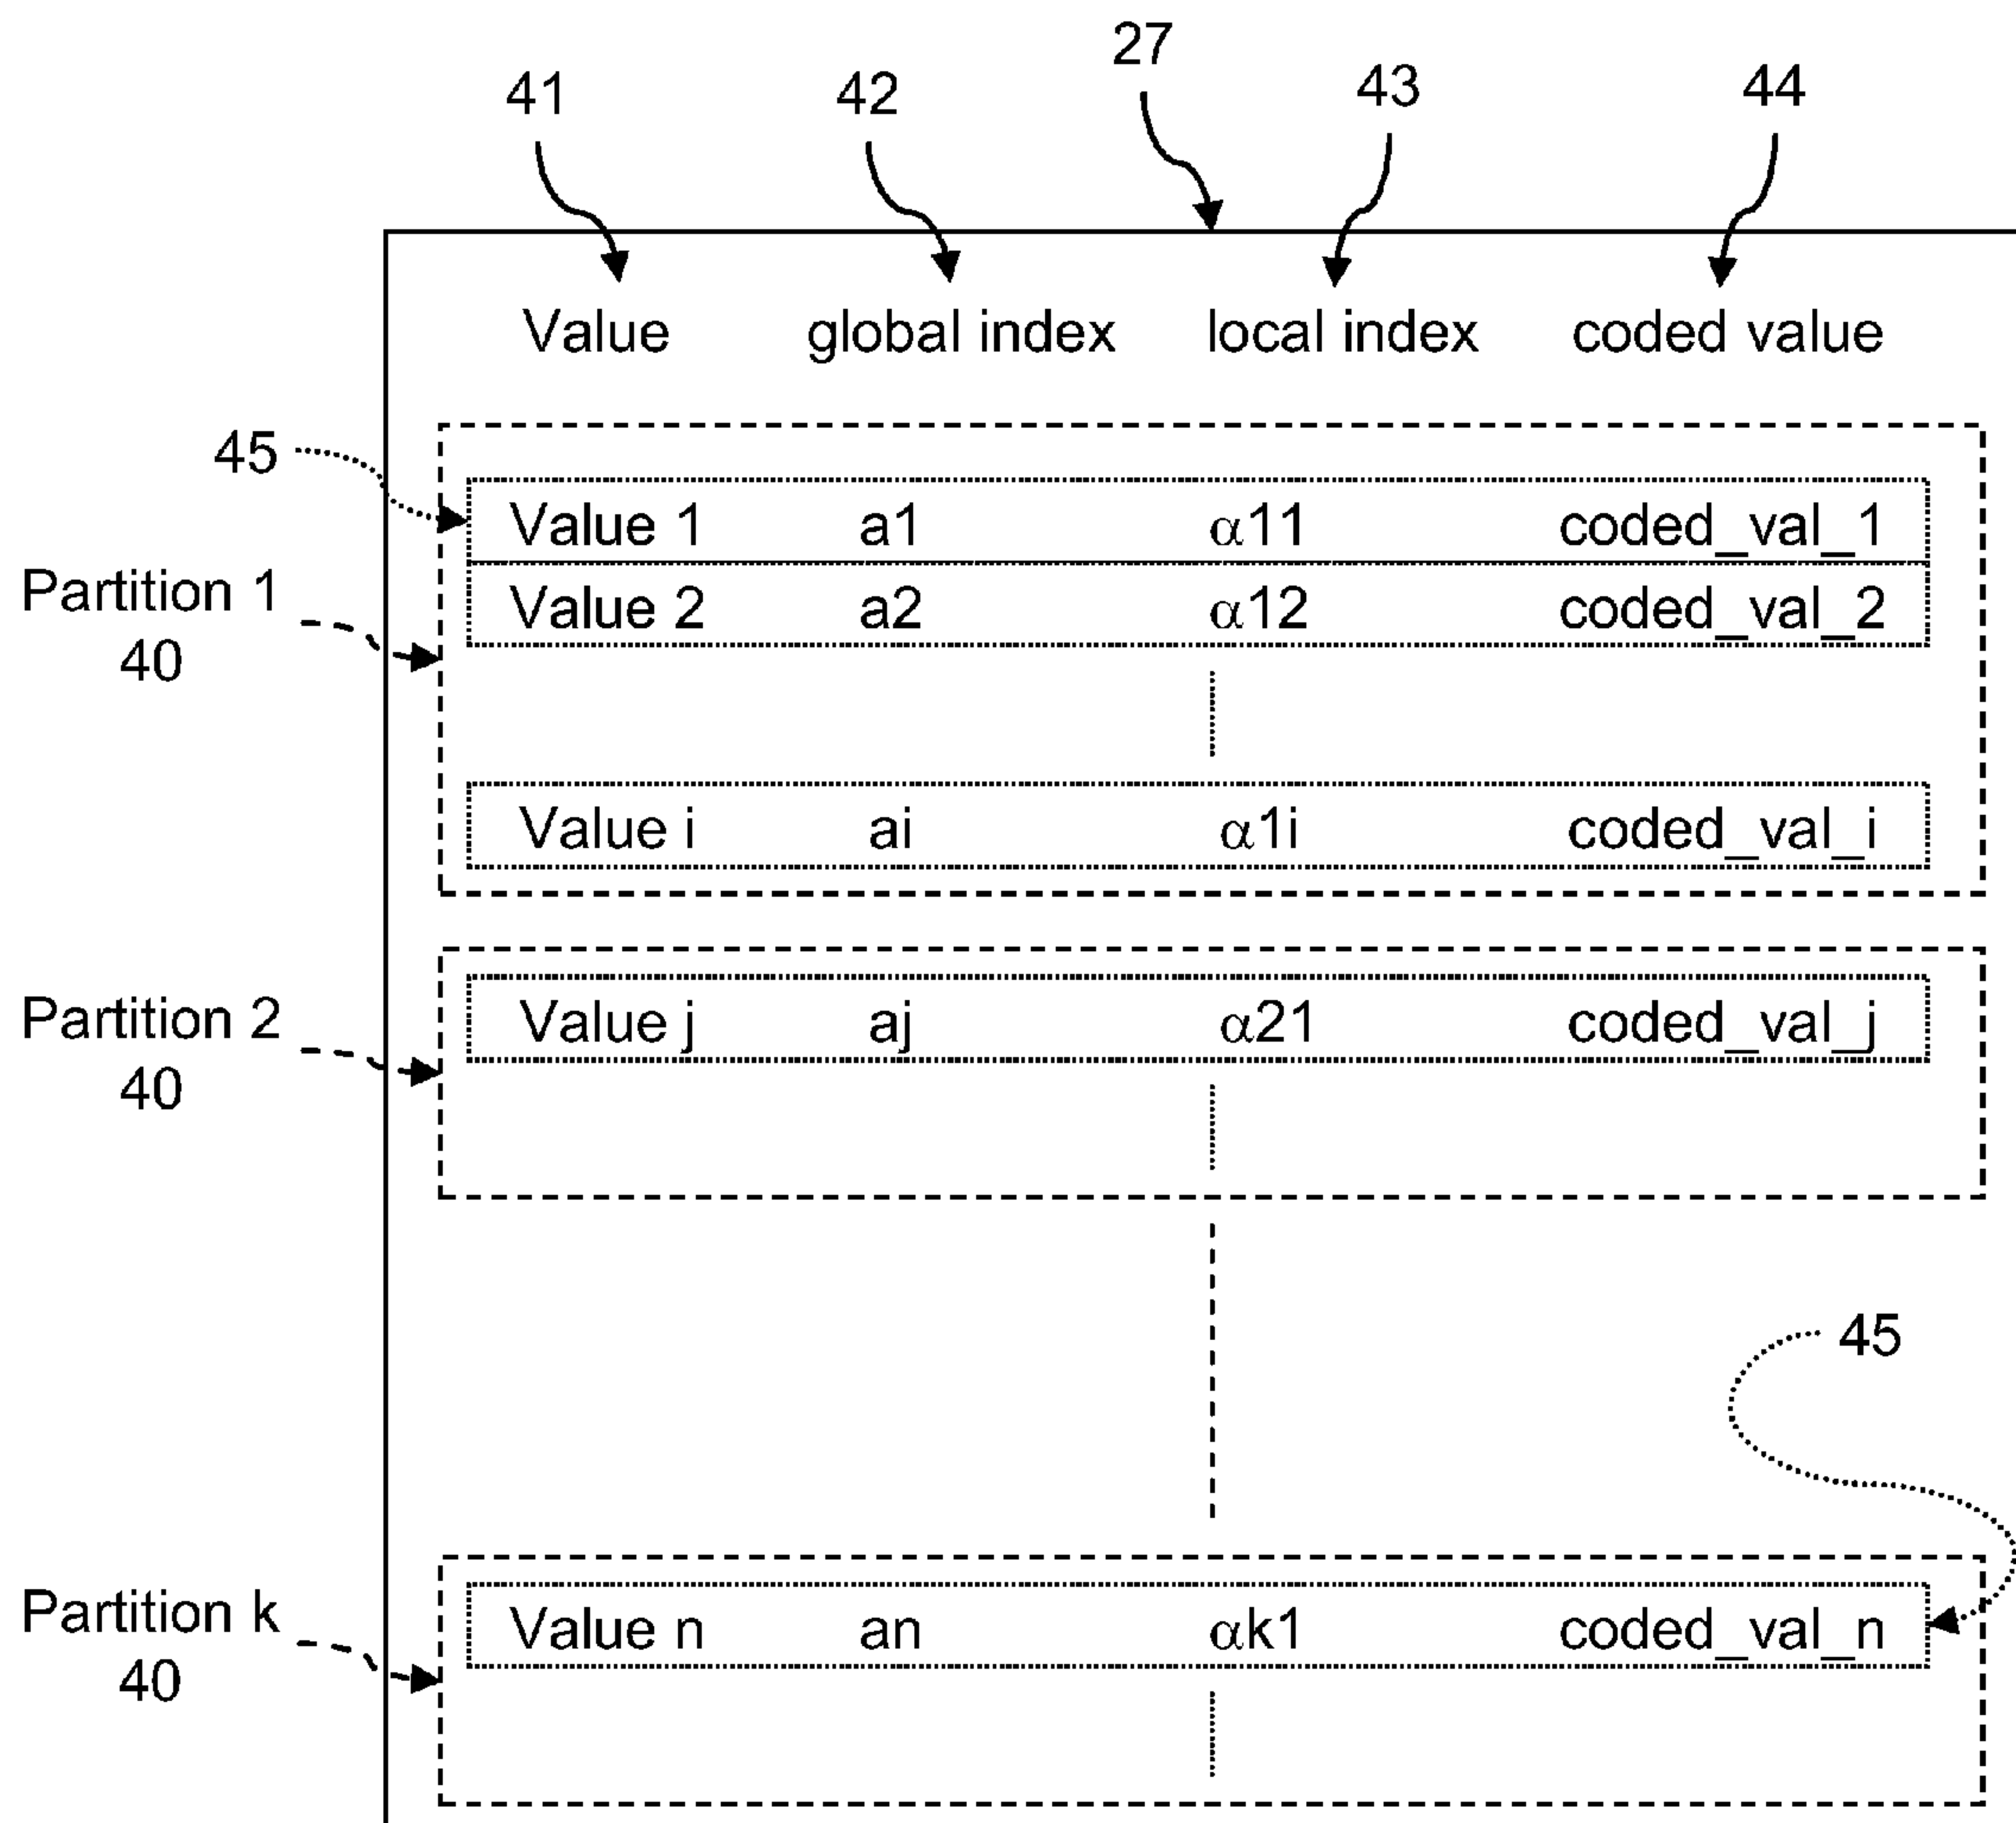 27
41 42 43 44
Value global index local index coded value
45
Value 1 a1 α11 coded_val_1
Partition 1
40
Value 2 a2 α12 coded_val_2
Value i ai α1i coded_val_i
Partition 2
40
Value j aj α21 coded_val_j
45
Partition k
40
Value n an αk1 coded_val_n